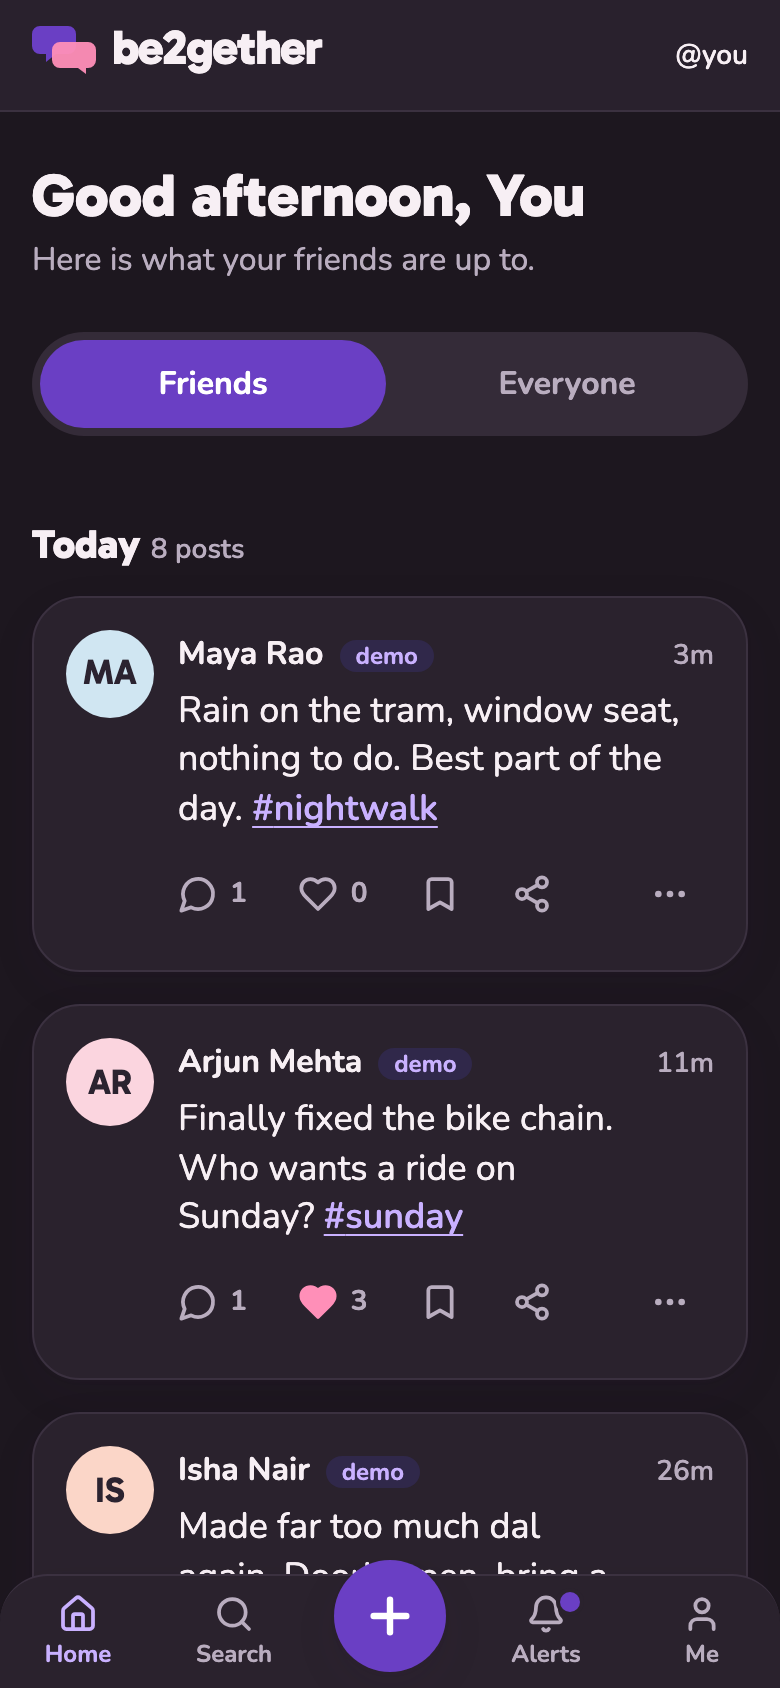 be2gether
@you
Good afternoon, You
Here is what your friends are up to.
Friends
Everyone
Today 8 posts
MA
Maya Rao demo 3m
Rain on the tram, window seat,
nothing to do. Best part of the
day. #nightwalk
1 0
AR
Arjun Mehta demo 11m
Finally fixed the bike chain.
Who wants a ride on
Sunday? #sunday
1 3
IS
Isha Nair demo 26m
Made far too much dal
again. bring a
Home
Search
Alerts
Me